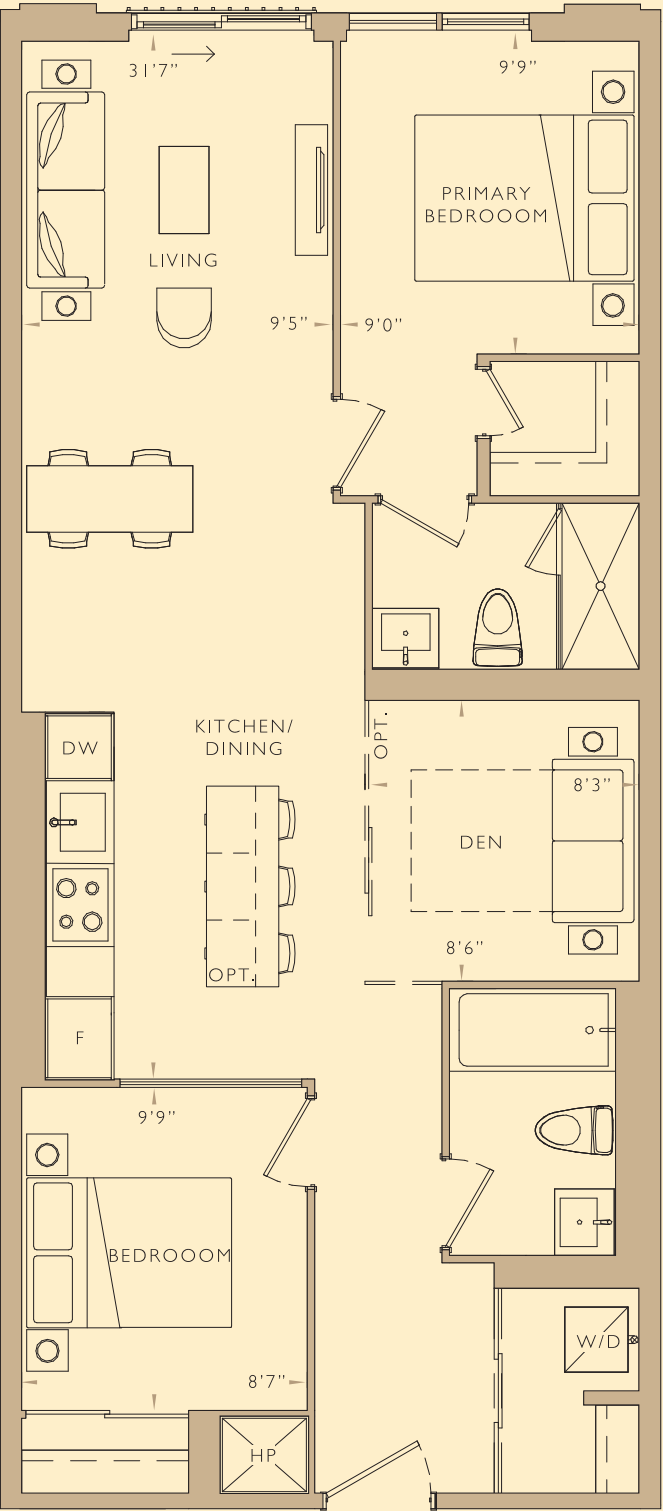 31'7"
9'9"
PRIMARY
BEDROOOM
LIVING
9'5"
9'0"
OPT.
KITCHEN/
DINING
DW
8'3"
DEN
8'6"
OPT.
F
9'9"
BEDROOOM
W/D
8'7"
HP